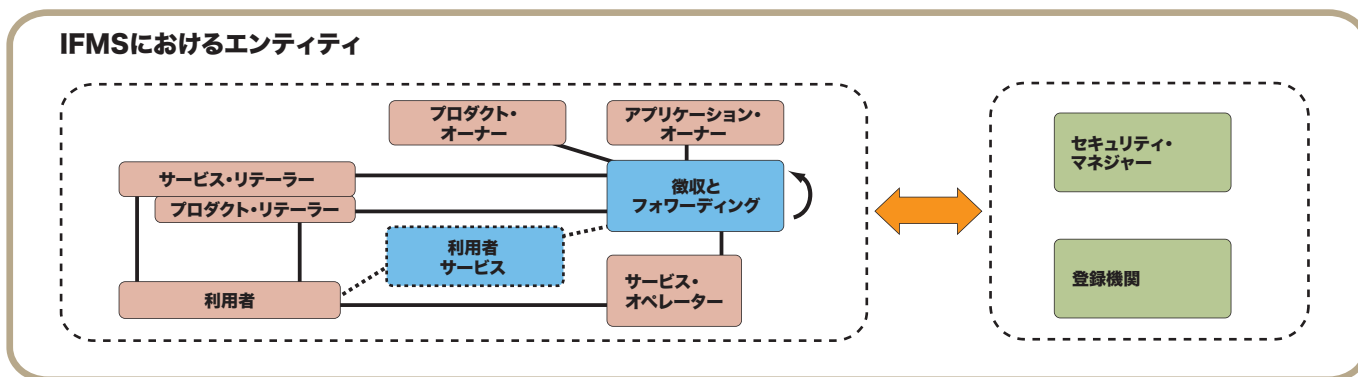 IFMSにおけるエンティティ
プロダクト・
オーナー
アプリケーション・
オーナー
サービス・リテーラー
プロダクト・リテーラー
徴収と
フォワーディング
利用者
サービス
利用者
サービス・
オペレーター
セキュリティ・
マネジャー
登録機関